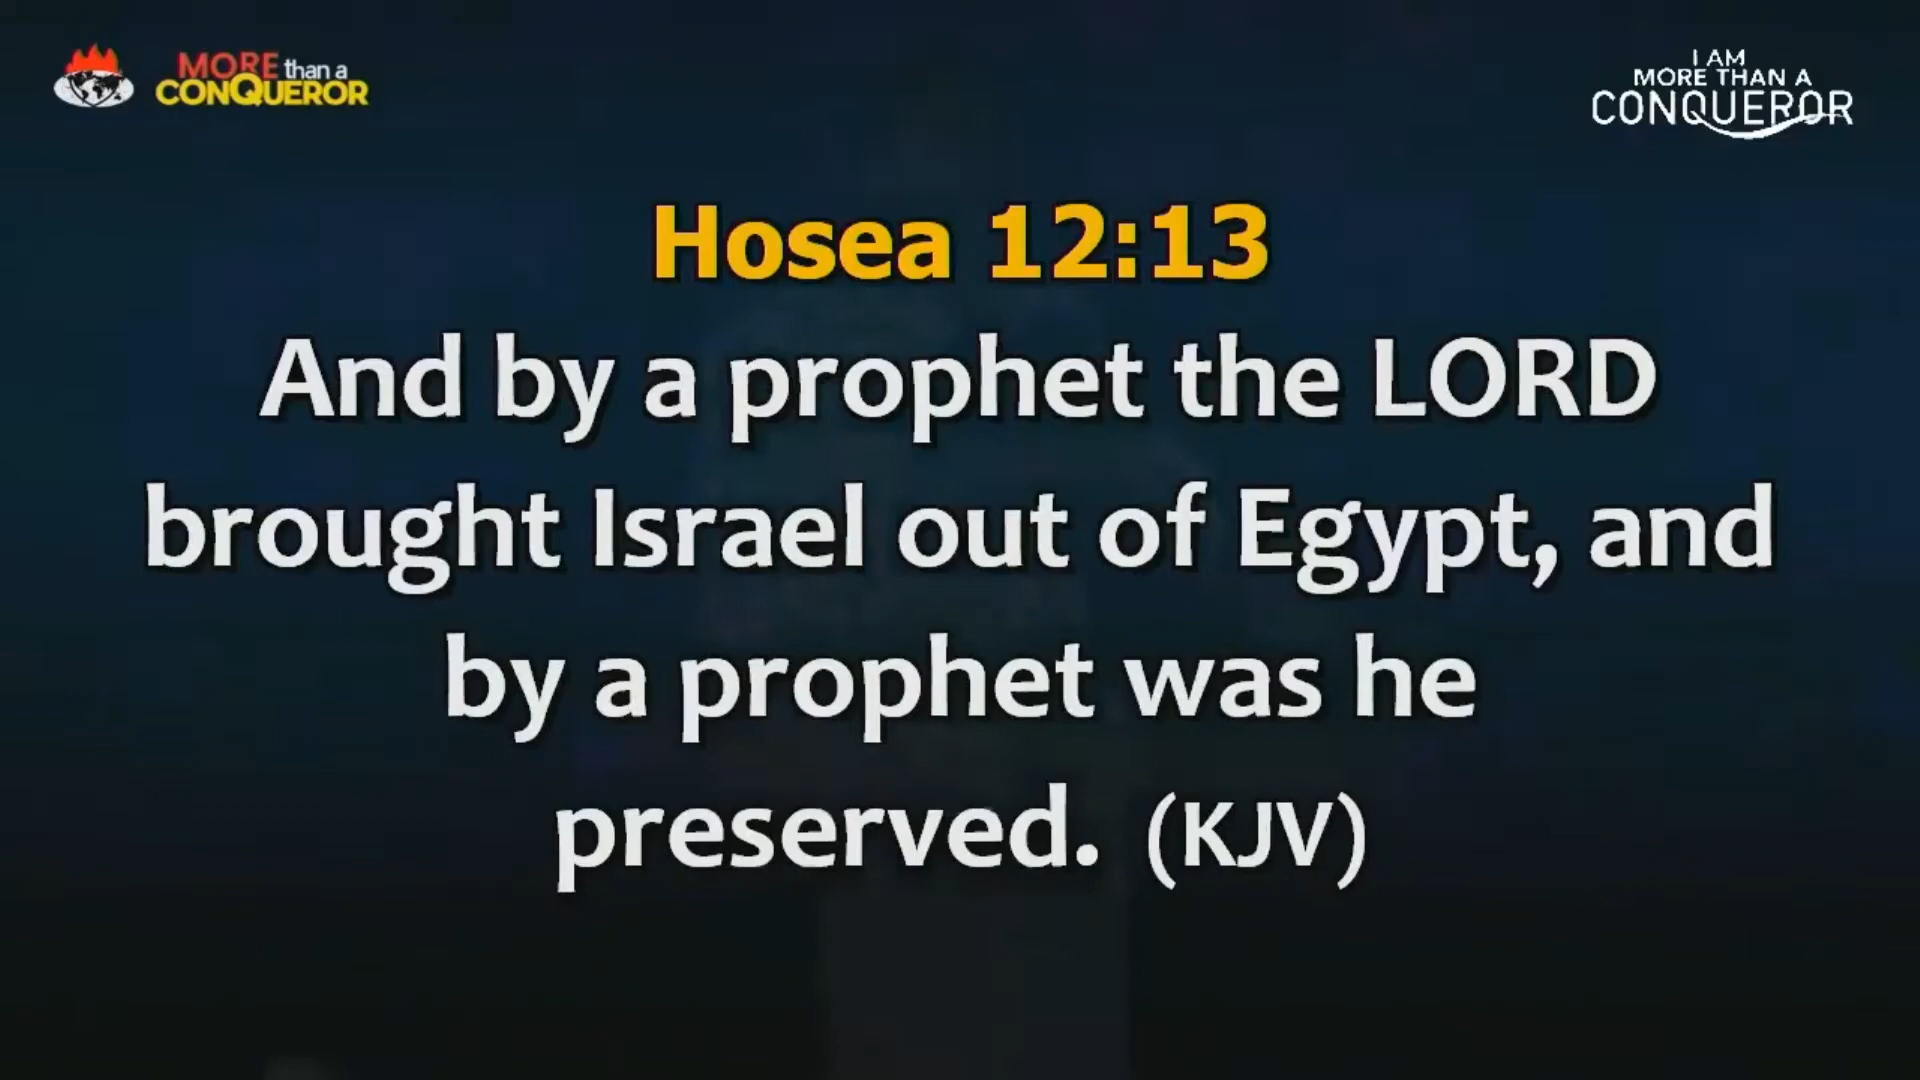 MORE than a
CONQUEROR
I AM
MORE THAN A
CONQUEROR
Hosea 12:13
And by a prophet the LORD
brought Israel out of Egypt, and
by a prophet was he
preserved. (KJV)